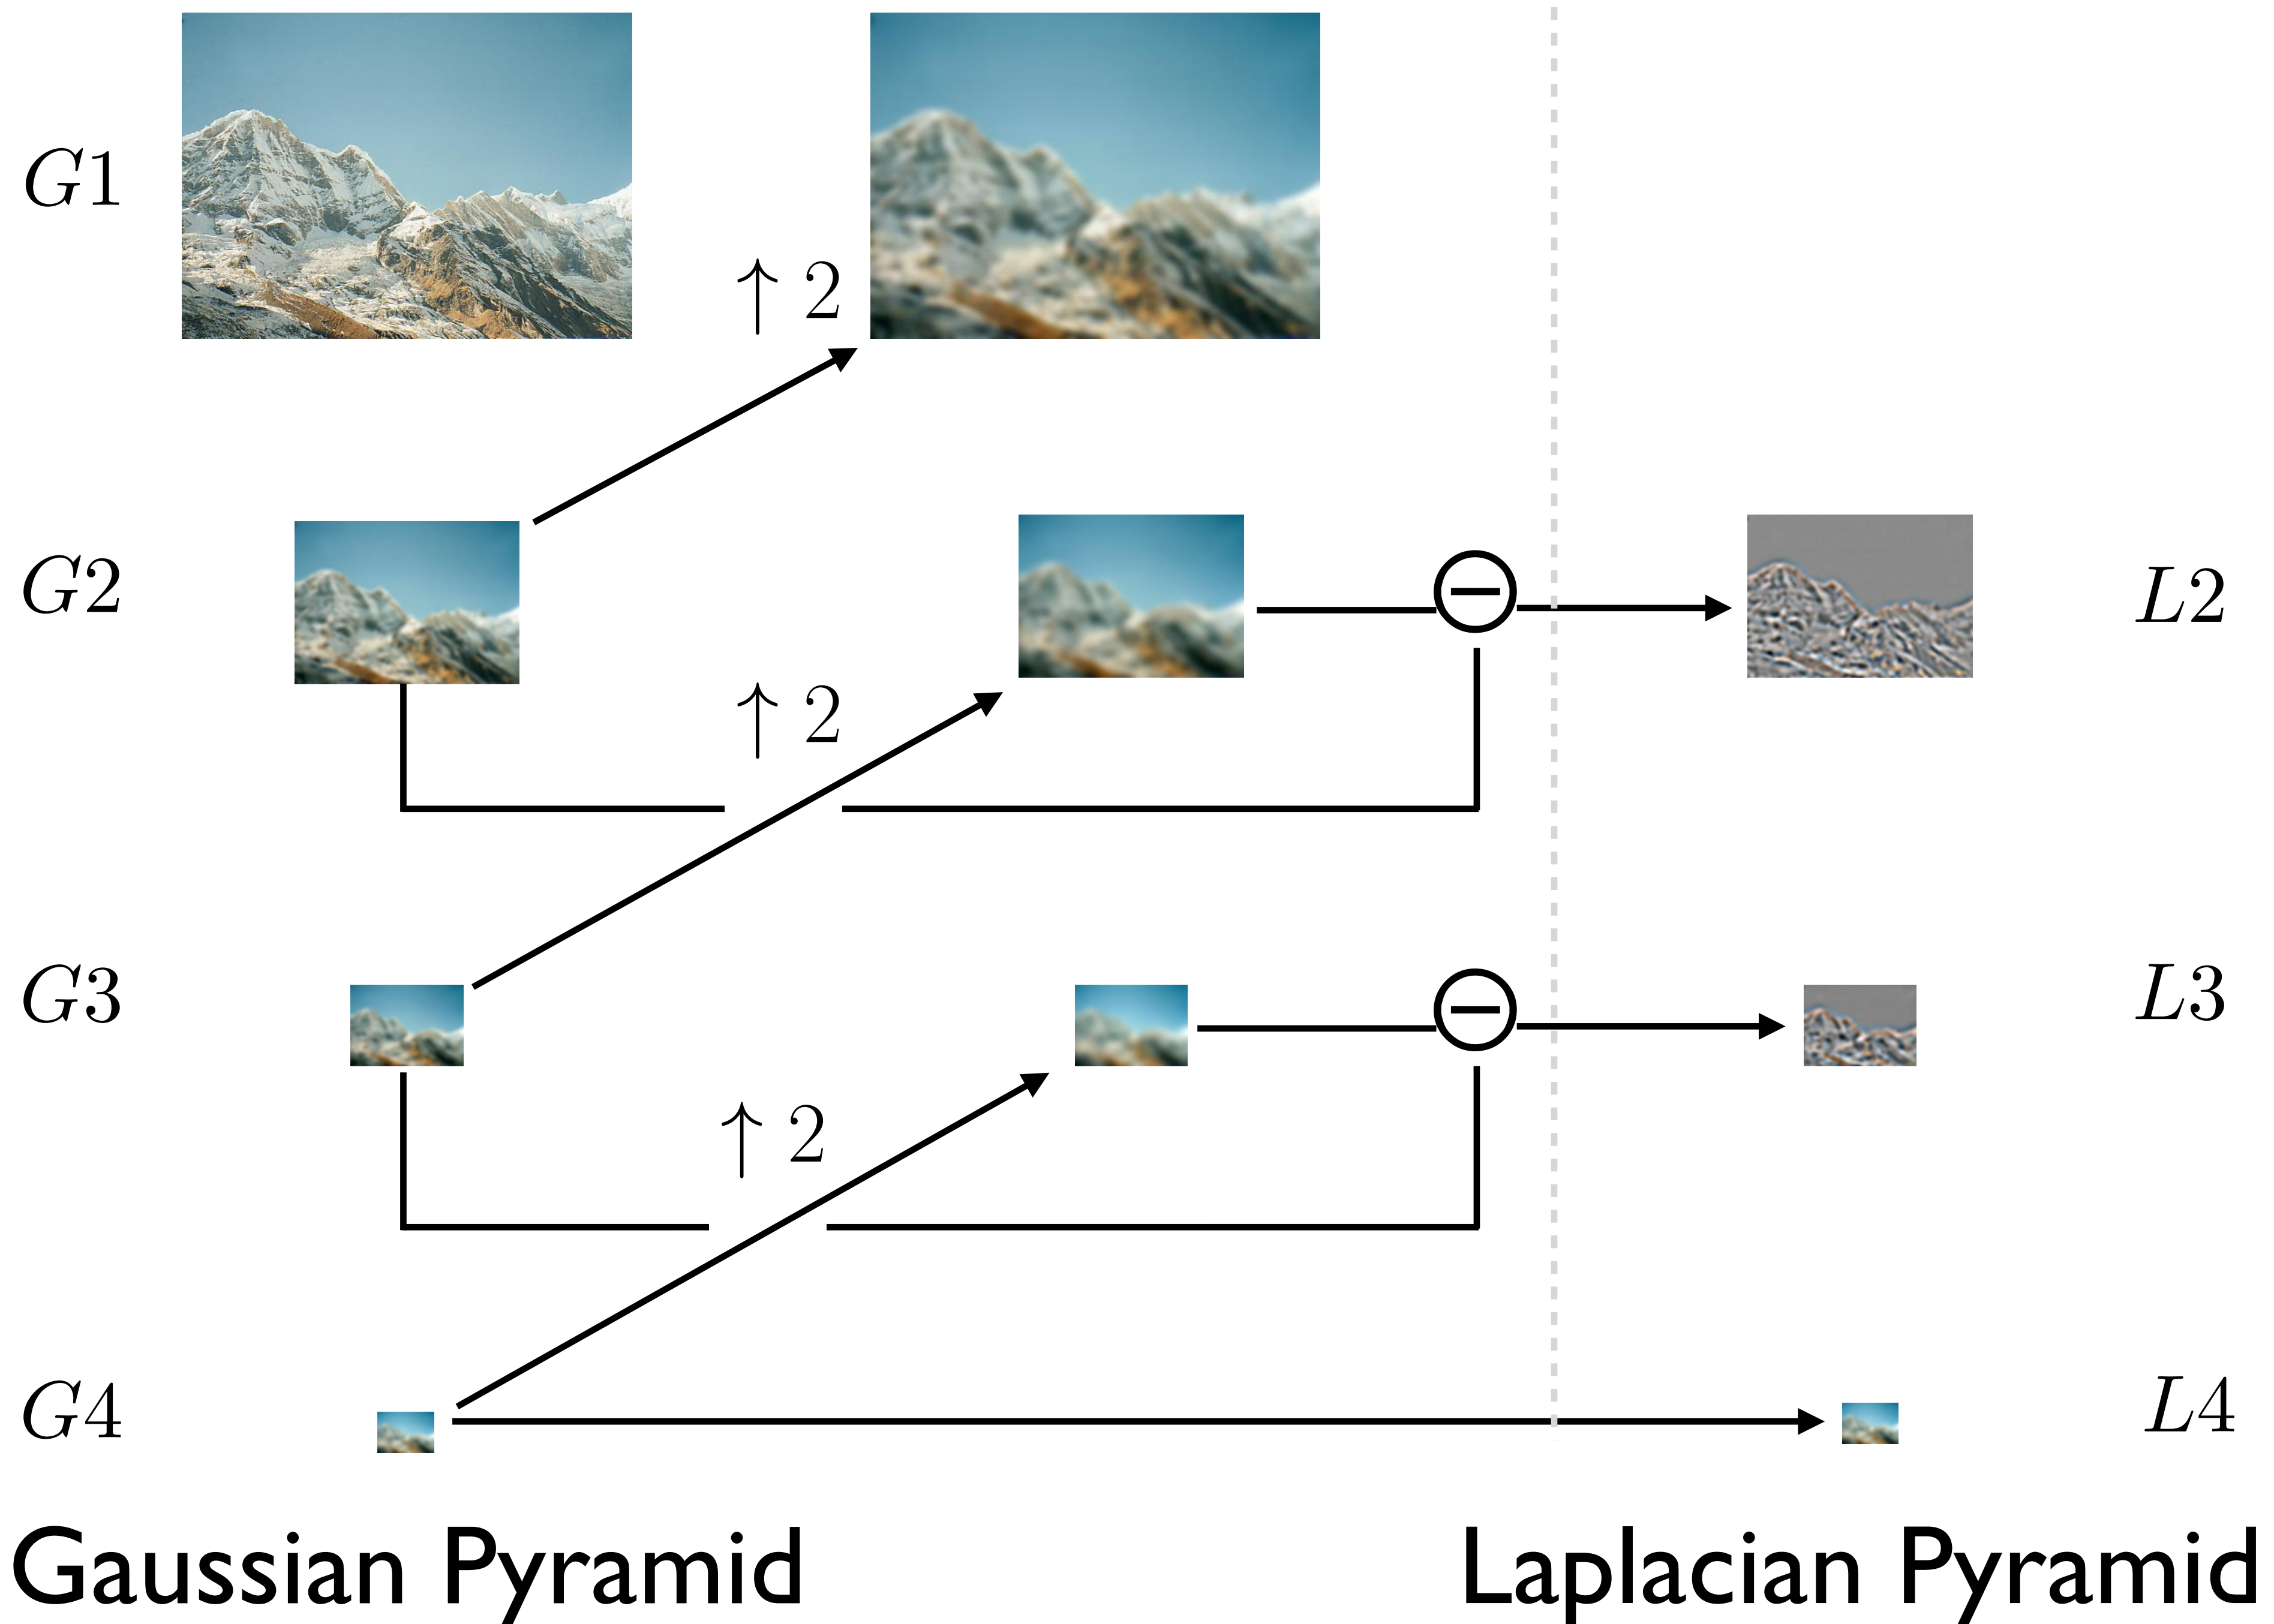 G1
↑ 2
G2
L2
↑ 2
G3
L3
↑ 2
G4
L4
Gaussian Pyramid
Laplacian Pyramid